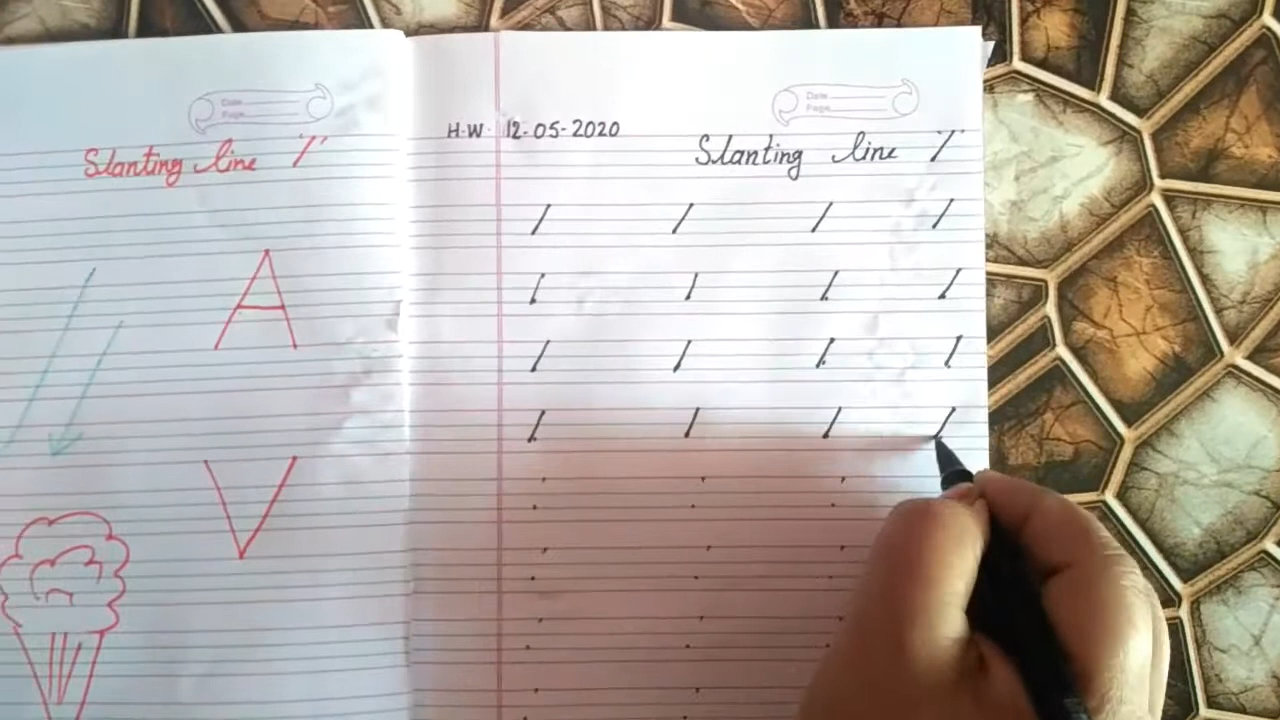 Date
Page
Slanting line /
A
V
Date
Page
H.W. 12-05-2020
Slanting line /
/ / / /
/ / / /
/ / / /
/ / / /